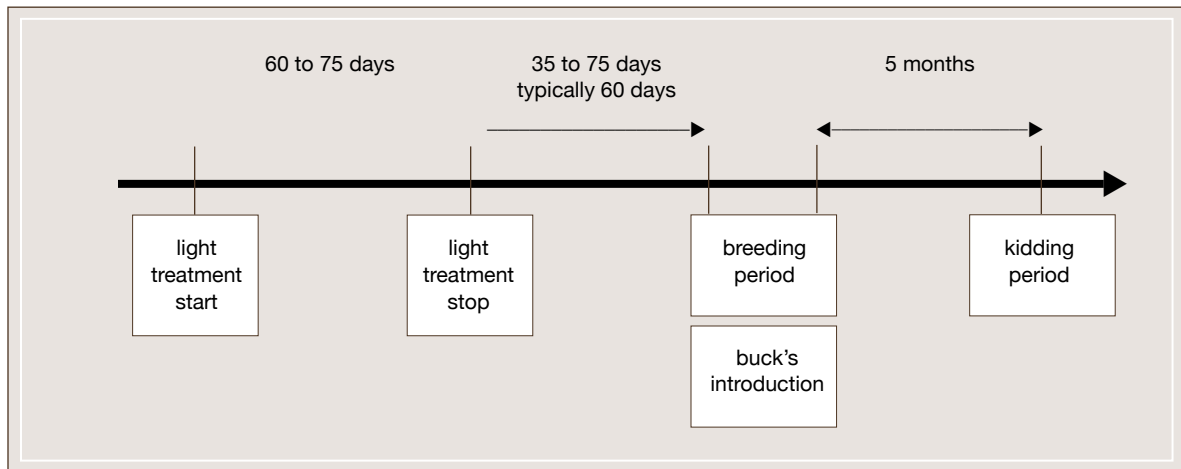 60 to 75 days
35 to 75 days
typically 60 days
5 months
light
treatment
start
light
treatment
stop
breeding
period
buck's
introduction
kidding
period